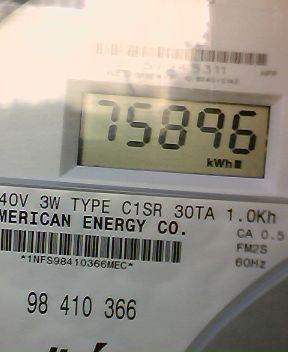 75896
kWh
40V 3W TYPE C1SR 30TA 1.0Kh
MERICAN ENERGY CO.
CA 0.5
FM2S
60Hz
*1NFS98410366MEC*
98 410 366